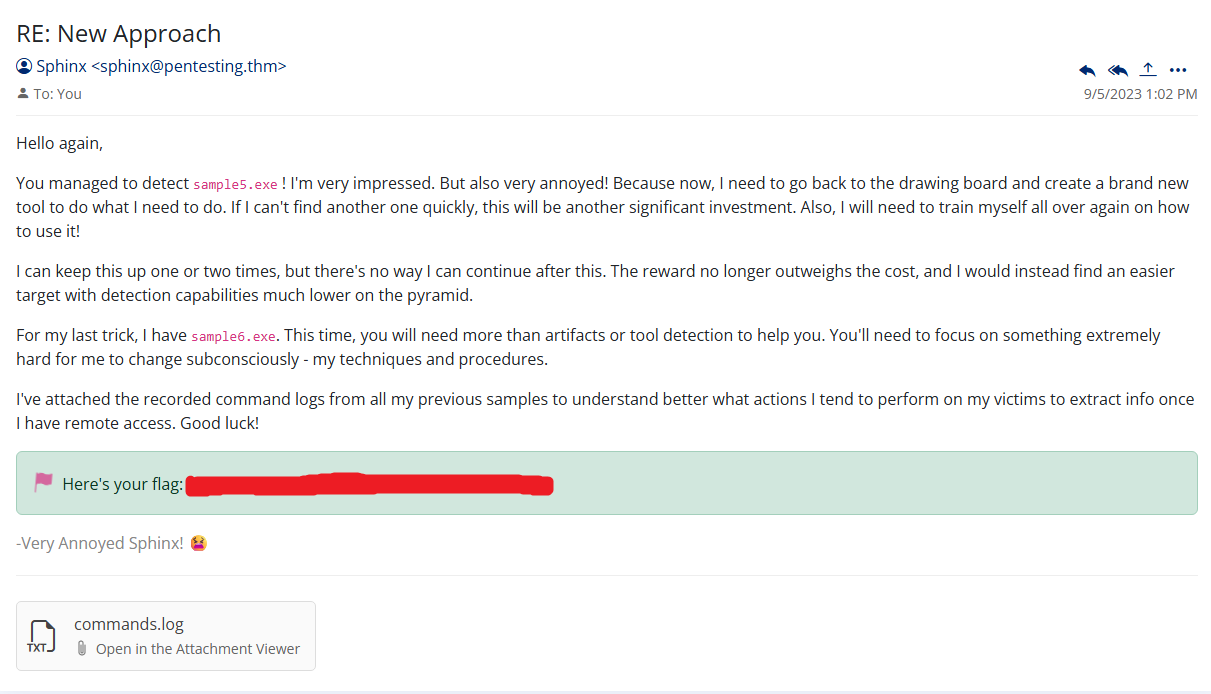 RE: New Approach
Sphinx <sphinx@pentesting.thm>
To: You
9/5/2023 1:02 PM
Hello again,
You managed to detect sample5.exe ! I'm very impressed. But also very annoyed! Because now, I need to go back to the drawing board and create a brand new
tool to do what I need to do. If I can't find another one quickly, this will be another significant investment. Also, I will need to train myself all over again on how
to use it!
I can keep this up one or two times, but there's no way I can continue after this. The reward no longer outweighs the cost, and I would instead find an easier
target with detection capabilities much lower on the pyramid.
For my last trick, I have sample6.exe. This time, you will need more than artifacts or tool detection to help you. You'll need to focus on something extremely
hard for me to change subconsciously - my techniques and procedures.
I've attached the recorded command logs from all my previous samples to understand better what actions I tend to perform on my victims to extract info once
I have remote access. Good luck!
Here's your flag:
-Very Annoyed Sphinx! 😫
TXT
commands.log
Open in the Attachment Viewer